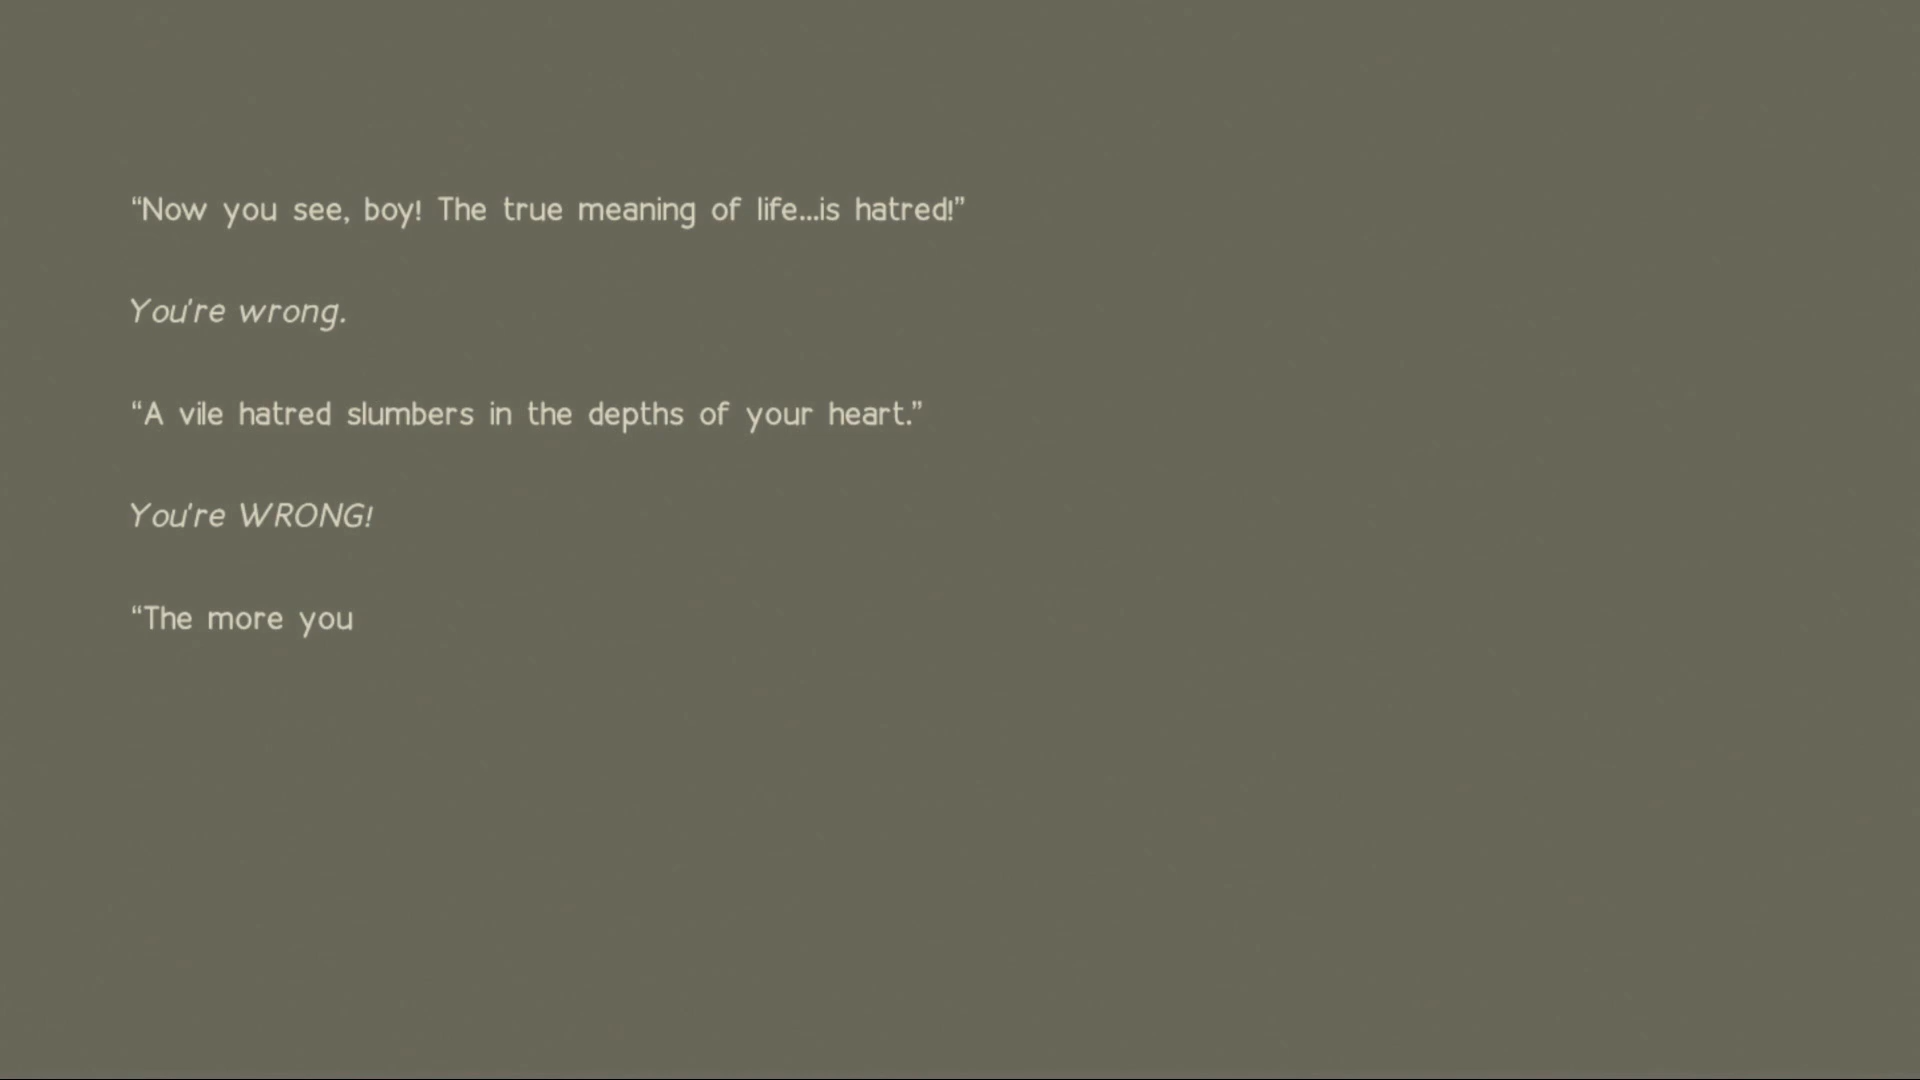 “Now you see, boy! The true meaning of life...is hatred!”
You're wrong.
“A vile hatred slumbers in the depths of your heart.”
You're WRONG!
“The more you